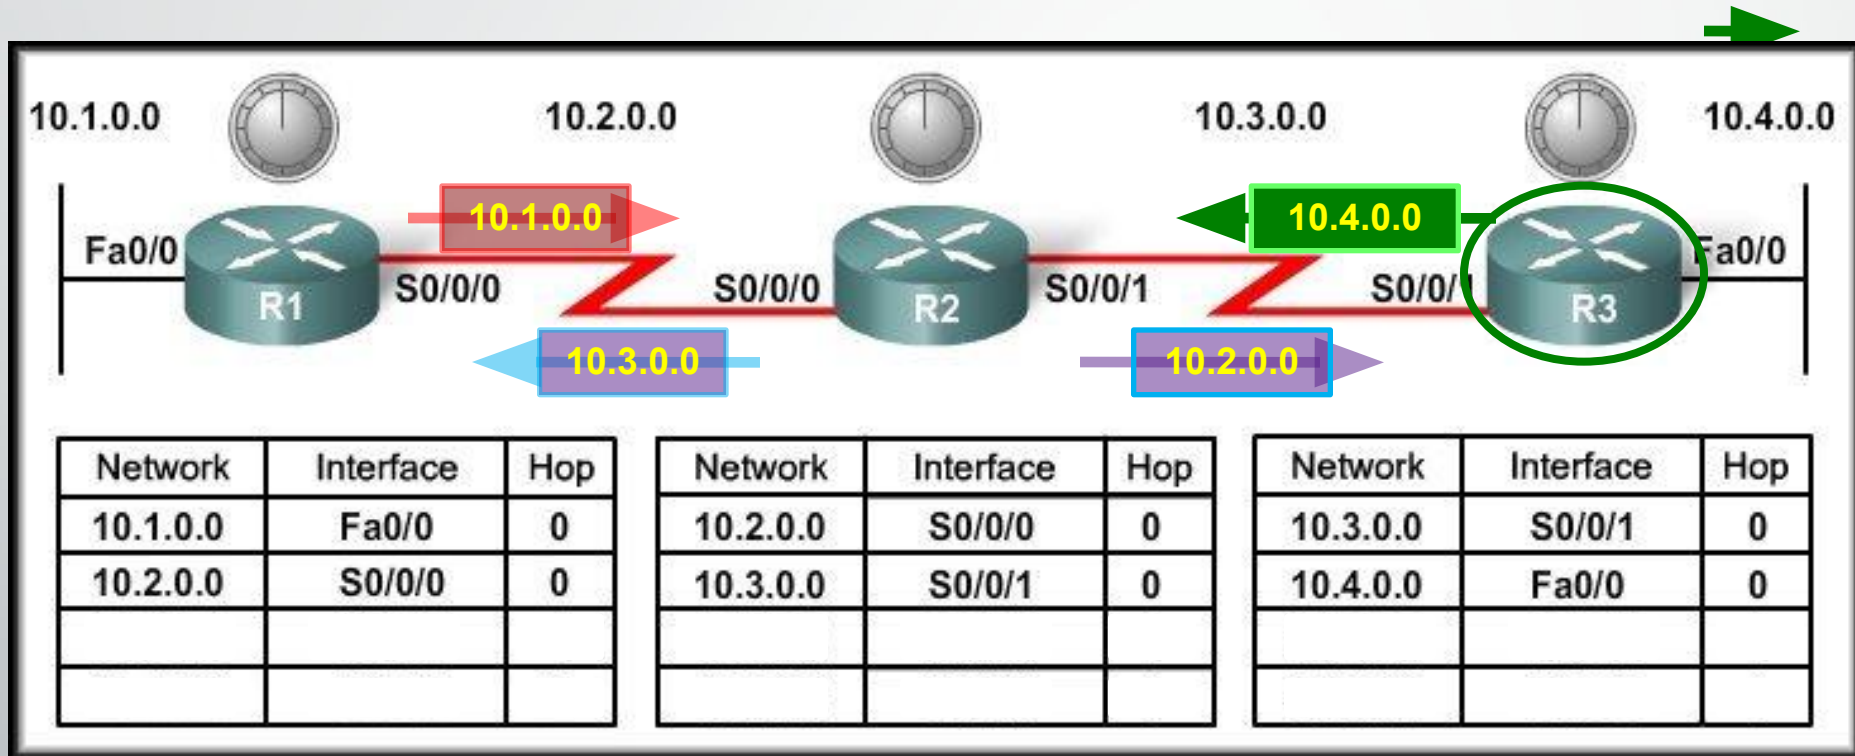 10.1.0.0 10.2.0.0 10.3.0.0 10.4.0.0
10.1.0.0 10.4.0.0
Fa0/0 Fa0/0
S0/0/0 S0/0/0 S0/0/1 S0/0/1
R1 R2 R3
10.3.0.0 10.2.0.0
Network Interface Hop
10.1.0.0 Fa0/0 0
10.2.0.0 S0/0/0 0
Network Interface Hop
10.2.0.0 S0/0/0 0
10.3.0.0 S0/0/1 0
Network Interface Hop
10.3.0.0 S0/0/1 0
10.4.0.0 Fa0/0 0